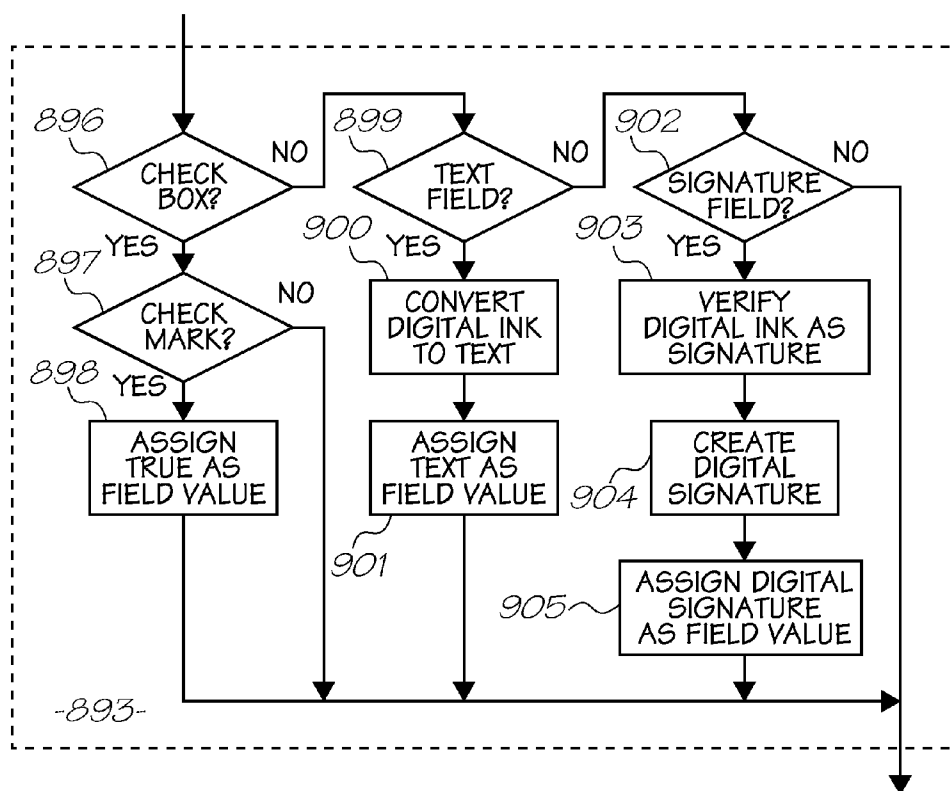 896
CHECK
BOX?
NO
YES
897
CHECK
MARK?
NO
YES
898
ASSIGN
TRUE AS
FIELD VALUE
899
TEXT
FIELD?
NO
YES
900
CONVERT
DIGITAL INK
TO TEXT
ASSIGN
TEXT AS
FIELD VALUE
901
902
SIGNATURE
FIELD?
NO
YES
903
VERIFY
DIGITAL INK AS
SIGNATURE
CREATE
DIGITAL
SIGNATURE
904
905
ASSIGN DIGITAL
SIGNATURE
AS FIELD VALUE
-893-